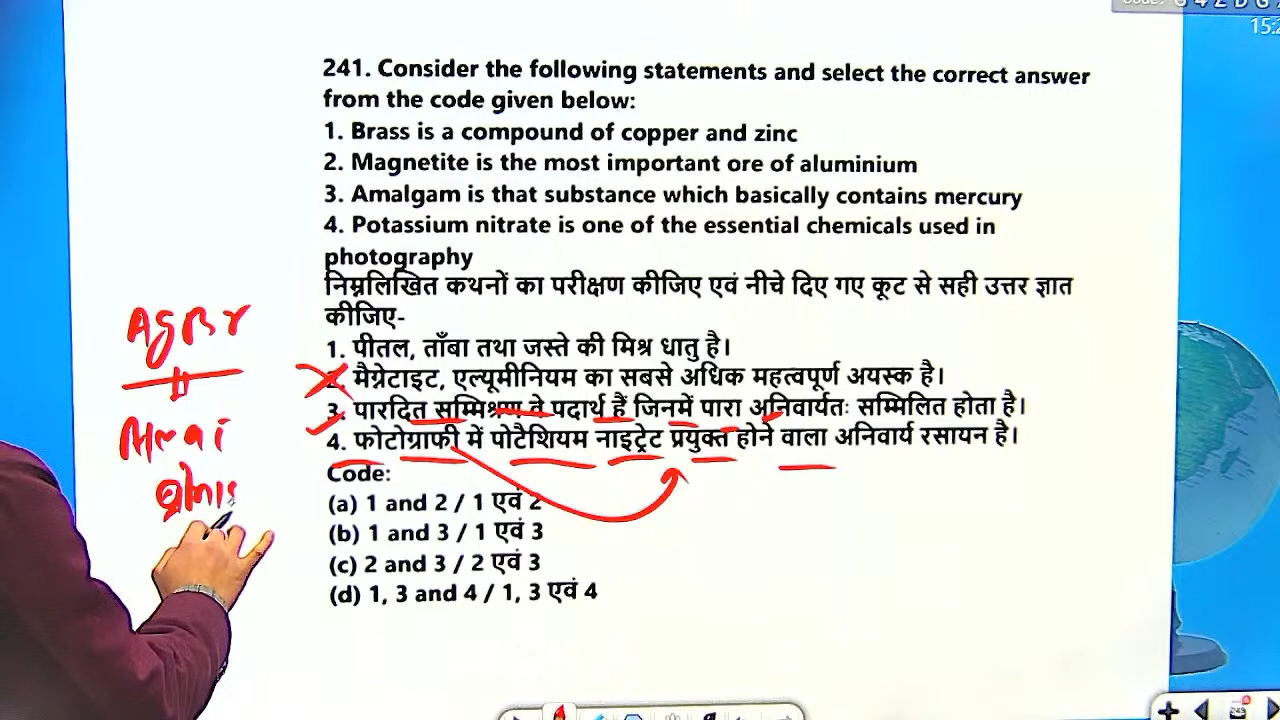 15:2
241. Consider the following statements and select the correct answer
from the code given below:
1. Brass is a compound of copper and zinc
2. Magnetite is the most important ore of aluminium
3. Amalgam is that substance which basically contains mercury
4. Potassium nitrate is one of the essential chemicals used in
photography
निम्नलिखित कथनों का परीक्षण कीजिए एवं नीचे दिए गए कूट से सही उत्तर ज्ञात
कीजिए-
1. पीतल, ताँबा तथा जस्ते की मिश्र धातु है।
2. मैग्नेटाइट, एल्यूमीनियम का सबसे अधिक महत्वपूर्ण अयस्क है।
3. पारदित सम्मिश्रण वे पदार्थ हैं जिनमें पारा अनिवार्यतः सम्मिलित होता है।
4. फोटोग्राफी में पोटैशियम नाइट्रेट प्रयुक्त होने वाला अनिवार्य रसायन है।
Code:
(a) 1 and 2 / 1 एवं 2
(b) 1 and 3 / 1 एवं 3
(c) 2 and 3 / 2 एवं 3
(d) 1, 3 and 4 / 1, 3 एवं 4
AgBr